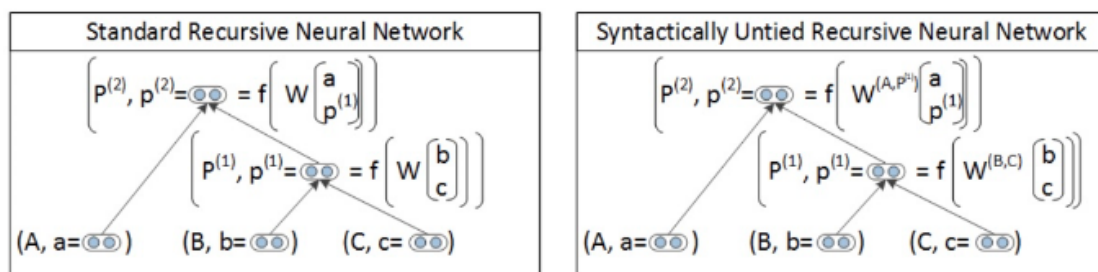 Standard Recursive Neural Network
(P⁽²⁾, p⁽²⁾= = f(W(a
p⁽¹⁾)))
(P⁽¹⁾, p⁽¹⁾= = f(W(b
c)))
(A, a= ) (B, b= ) (C, c= )
Syntactically Untied Recursive Neural Network
(P⁽²⁾, p⁽²⁾= = f(W⁽ᴬ,ᴾ⁽¹⁾⁾(a
p⁽¹⁾)))
(P⁽¹⁾, p⁽¹⁾= = f(W⁽ᴮ,ꟲ⁾(b
c)))
(A, a= ) (B, b= ) (C, c= )